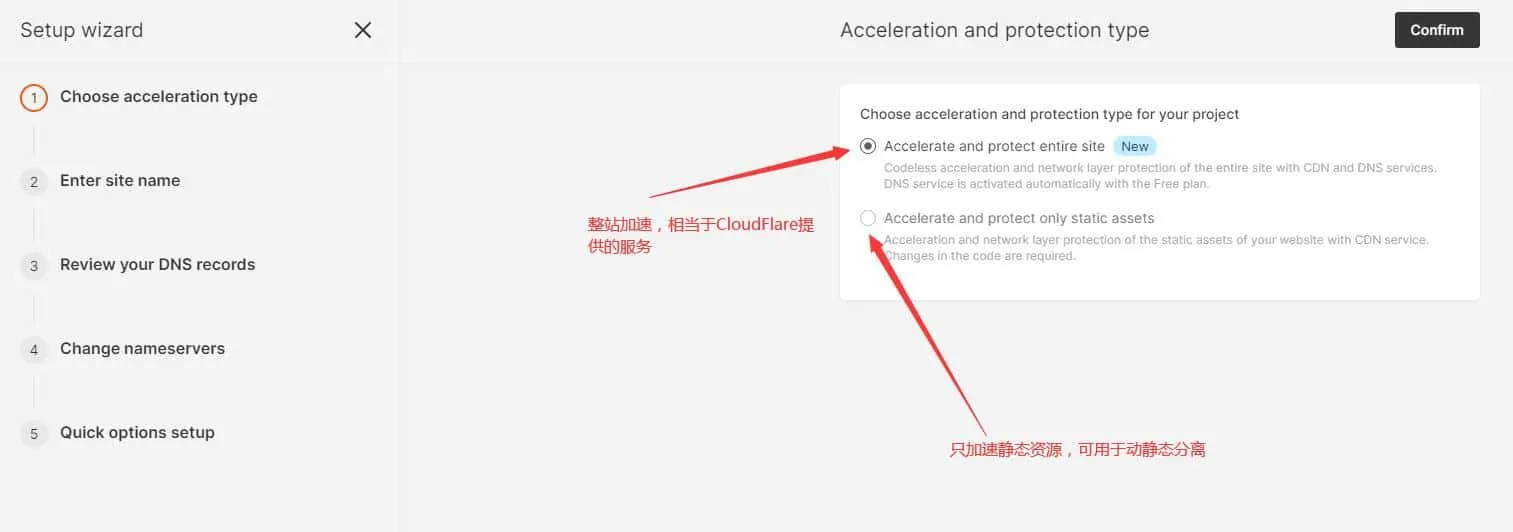 Setup wizard
Acceleration and protection type
Confirm
1 Choose acceleration type
2 Enter site name
3 Review your DNS records
4 Change nameservers
5 Quick options setup
Choose acceleration and protection type for your project
Accelerate and protect entire site New
Codeless acceleration and network layer protection of the entire site with CDN and DNS services.
DNS service is activated automatically with the Free plan.
Accelerate and protect only static assets
Acceleration and network layer protection of the static assets of your website with CDN service.
Changes in the code are required.
整站加速，相当于CloudFlare提
供的服务
只加速静态资源，可用于动静态分离